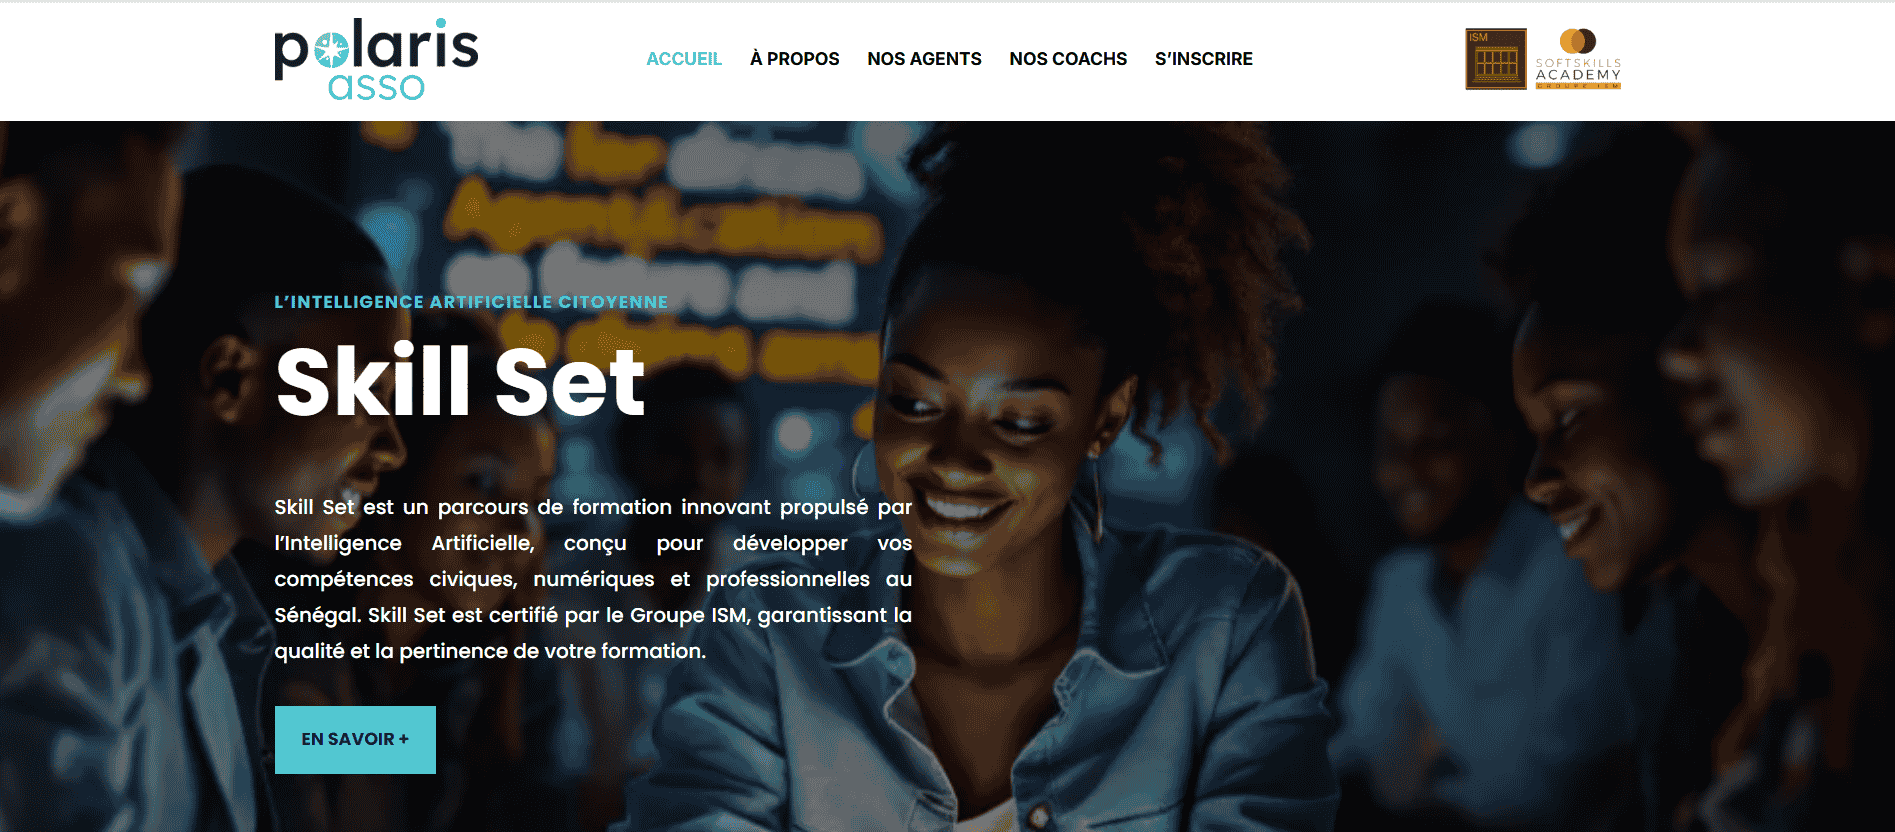 polaris
asso
ACCUEIL
À PROPOS
NOS AGENTS
NOS COACHS
S’INSCRIRE
ISM
SOFTSKILLS
ACADEMY
GROUPE ISM
L’INTELLIGENCE ARTIFICIELLE CITOYENNE
Skill Set
Skill Set est un parcours de formation innovant propulsé par
l’Intelligence Artificielle, conçu pour développer vos
compétences civiques, numériques et professionnelles au
Sénégal. Skill Set est certifié par le Groupe ISM, garantissant la
qualité et la pertinence de votre formation.
EN SAVOIR +